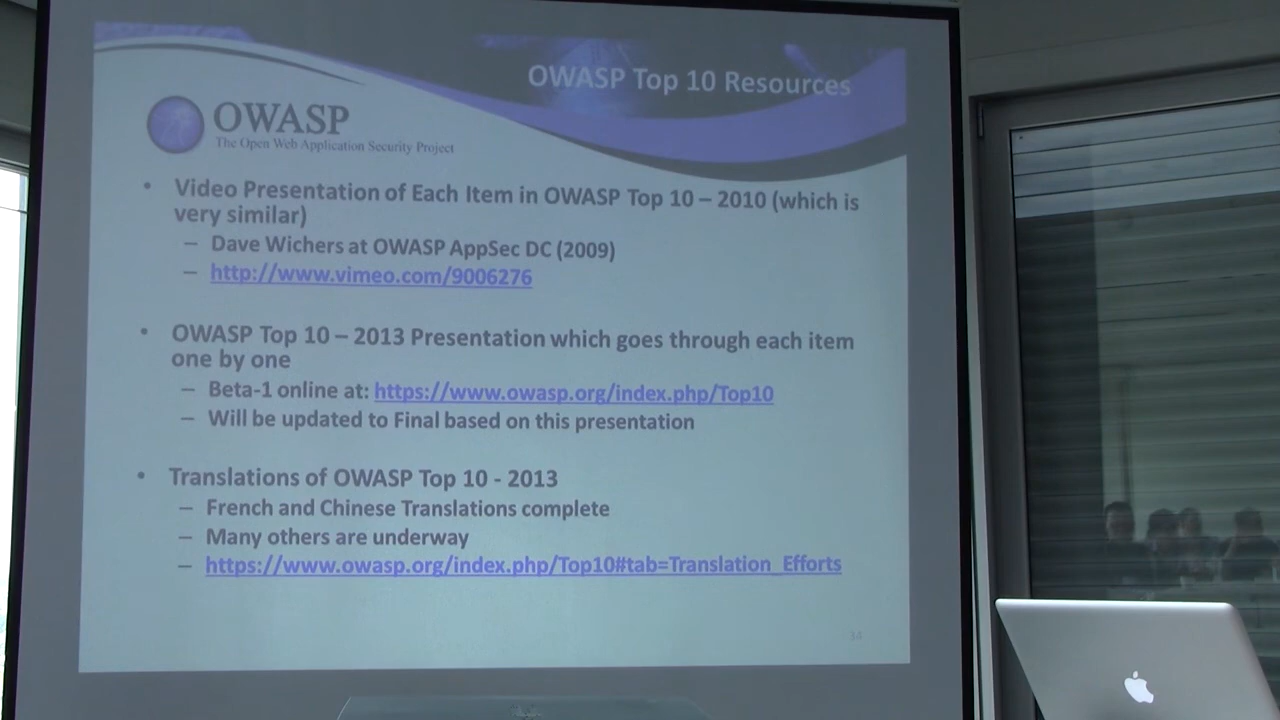 OWASP Top 10 Resources
OWASP
The Open Web Application Security Project
• Video Presentation of Each Item in OWASP Top 10 – 2010 (which is
very similar)
– Dave Wichers at OWASP AppSec DC (2009)
– http://www.vimeo.com/9006276
• OWASP Top 10 – 2013 Presentation which goes through each item
one by one
– Beta-1 online at: https://www.owasp.org/index.php/Top10
– Will be updated to Final based on this presentation
• Translations of OWASP Top 10 - 2013
– French and Chinese Translations complete
– Many others are underway
– https://www.owasp.org/index.php/Top10#tab=Translation_Efforts
34